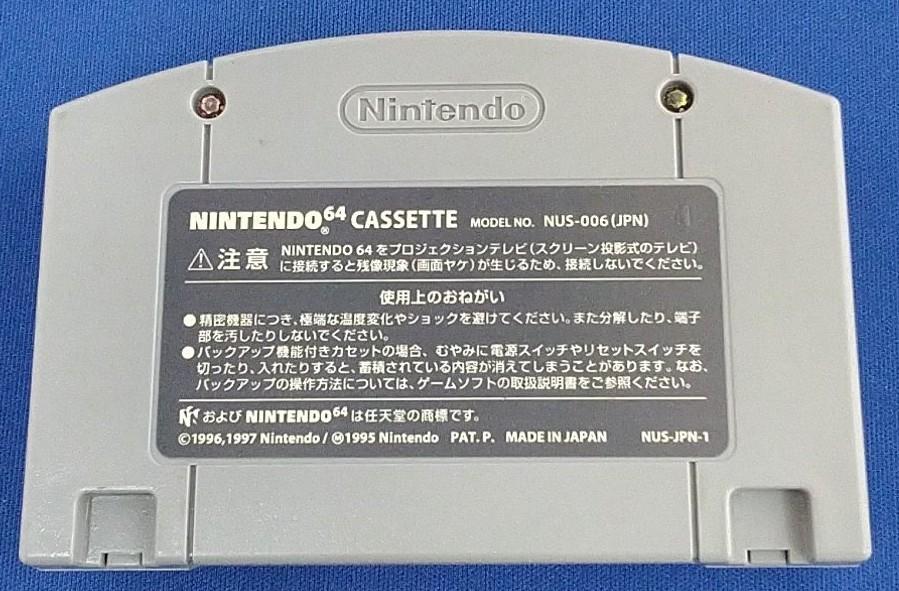 Nintendo
NINTENDO64® CASSETTE MODEL NO. NUS-006(JPN)
⚠注意 NINTENDO 64をプロジェクションテレビ(スクリーン投影式のテレビ)
に接続すると残像現象(画面ヤケ)が生じるため、接続しないでください。
使用上のおねがい
●精密機器につき、極端な温度変化やショックを避けてください。また分解したり、端子
部を汚したりしないでください。
●バックアップ機能付きカセットの場合、むやみに電源スイッチやリセットスイッチを
切ったり、入れたりすると、蓄積されている内容が消えてしまうことがあります。なお、
バックアップの操作方法については、ゲームソフトの取扱説明書をご参照ください。
および NINTENDO64 は任天堂の商標です。
©1996,1997 Nintendo/Ⓜ1995 Nintendo PAT. P. MADE IN JAPAN NUS-JPN-1